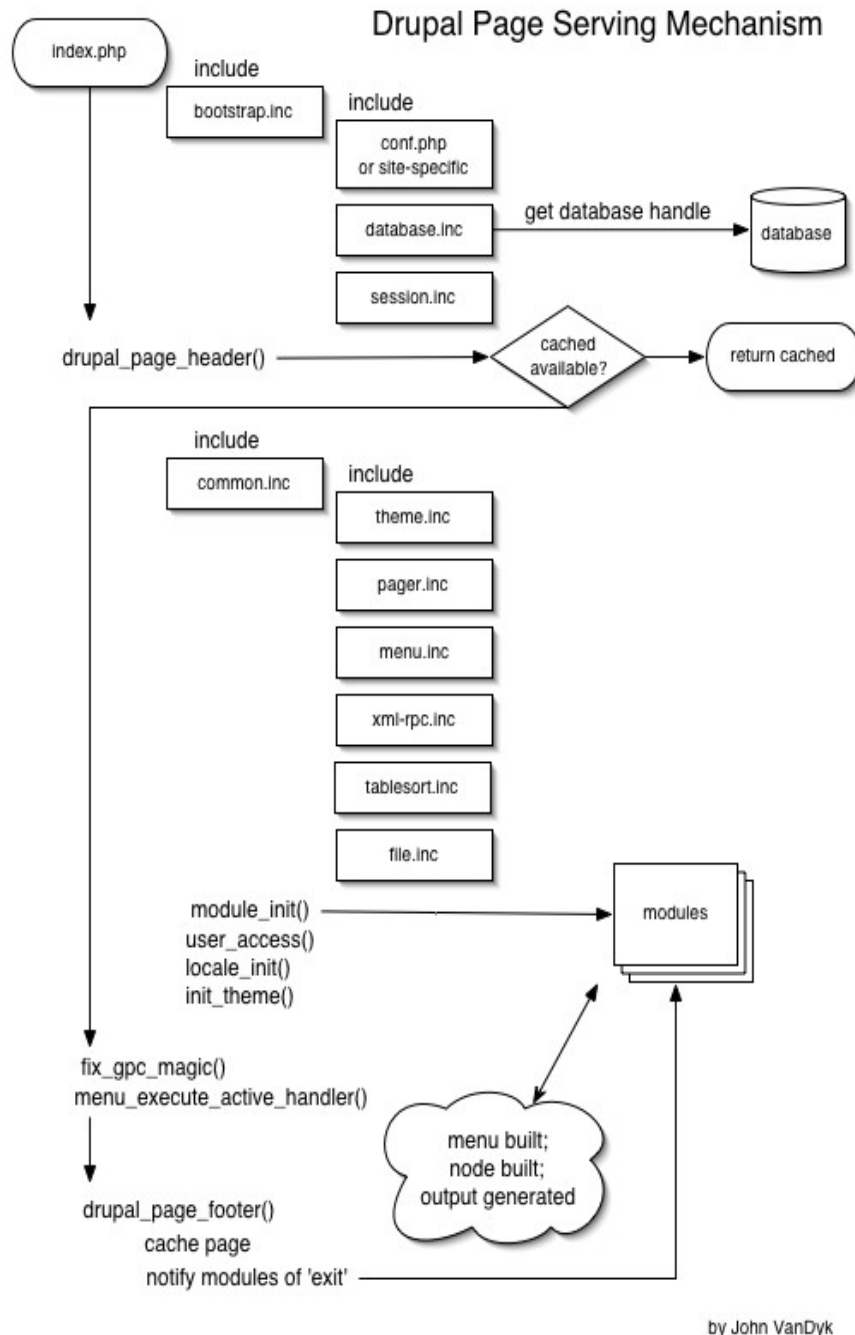 Drupal Page Serving Mechanism
index.php
include
bootstrap.inc
include
conf.php
or site-specific
database.inc
get database handle
database
session.inc
drupal_page_header()
cached
available?
return cached
include
common.inc
include
theme.inc
pager.inc
menu.inc
xml-rpc.inc
tablesort.inc
file.inc
module_init()
user_access()
locale_init()
init_theme()
modules
fix_gpc_magic()
menu_execute_active_handler()
menu built;
node built;
output generated
drupal_page_footer()
cache page
notify modules of 'exit'
by John VanDyk